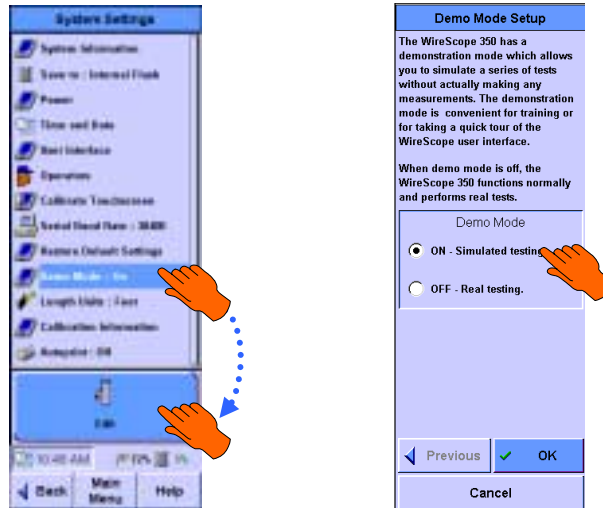 System Settings
System Information
Save to : Internal Flash
Power
Time and Date
User Interface
Operators
Calibrate Touchscreen
Serial Baud Rate : 38400
Restore Default Settings
Demo Mode : On
Length Units : Feet
Calibration Information
Autoprint : Off
Edit
10:48 AM
Back
Main
Menu
Help
Demo Mode Setup
The WireScope 350 has a
demonstration mode which allows
you to simulate a series of tests
without actually making any
measurements. The demonstration
mode is convenient for training or
for taking a quick tour of the
WireScope user interface.
When demo mode is off, the
WireScope 350 functions normally
and performs real tests.
Demo Mode
ON - Simulated testing
OFF - Real testing.
Previous
OK
Cancel